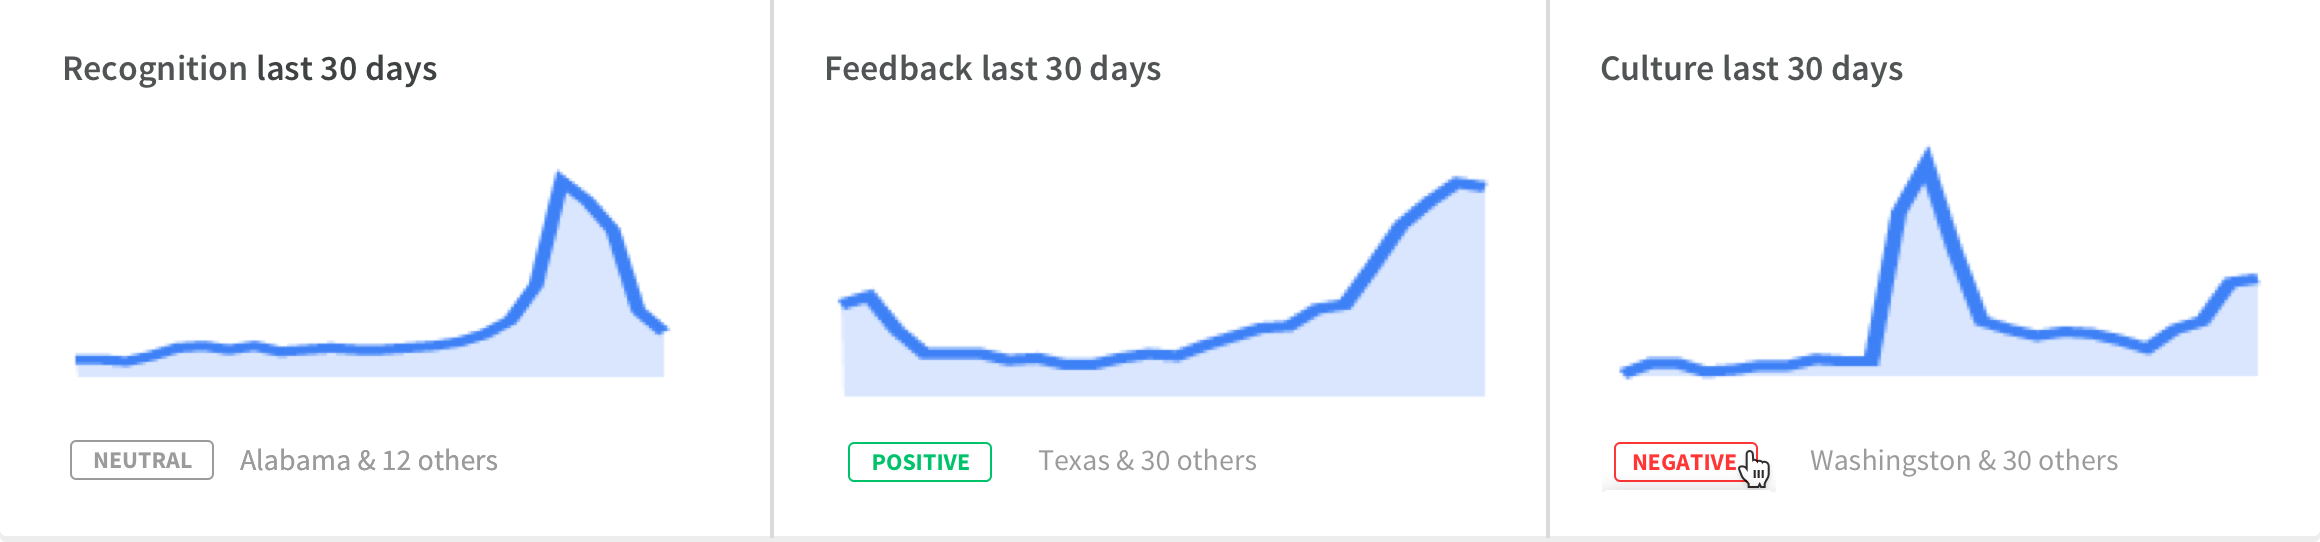 Recognition last 30 days
NEUTRAL
Alabama & 12 others
Feedback last 30 days
POSITIVE
Texas & 30 others
Culture last 30 days
NEGATIVE
Washingston & 30 others